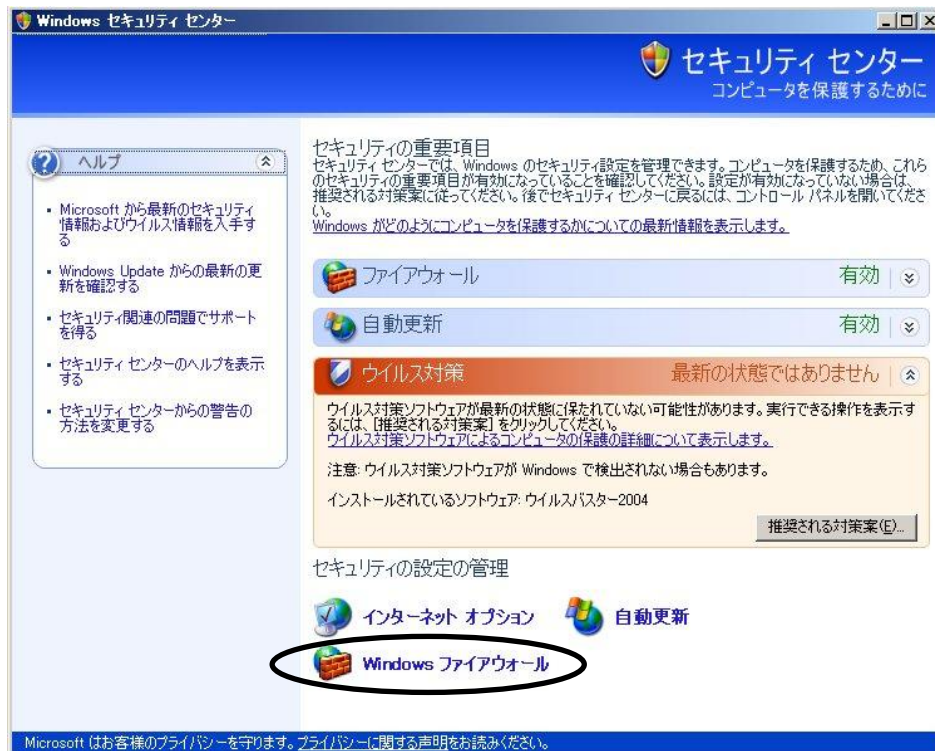 Windows セキュリティ センター
セキュリティ センター
コンピュータを保護するために
ヘルプ
• Microsoft から最新のセキュリティ
情報およびウイルス情報を入手す
る
• Windows Update からの最新の更
新を確認する
• セキュリティ関連の問題でサポート
を得る
• セキュリティ センターのヘルプを表示
する
• セキュリティ センターからの警告の
方法を変更する
セキュリティの重要項目
セキュリティ センターでは、Windows のセキュリティ設定を管理できます。コンピュータを保護するため、これら
のセキュリティの重要項目が有効になっていることを確認してください。設定が有効になっていない場合は、
推奨される対策案に従ってください。後でセキュリティ センターに戻るには、コントロール パネルを開いてくださ
い。
Windows がどのようにコンピュータを保護するかについての最新情報を表示します。
ファイアウォール 有効
自動更新 有効
ウイルス対策 最新の状態ではありません
ウイルス対策ソフトウェアが最新の状態に保たれていない可能性があります。実行できる操作を表示す
るには、[推奨される対策案] をクリックしてください。
ウイルス対策ソフトウェアによるコンピュータの保護の詳細について表示します。
注意: ウイルス対策ソフトウェアが Windows で検出されない場合もあります。
インストールされているソフトウェア: ウイルスバスター2004
推奨される対策案(E)...
セキュリティの設定の管理
インターネット オプション 自動更新
Windows ファイアウォール
Microsoft はお客様のプライバシーを守ります。プライバシーに関する声明をお読みください。